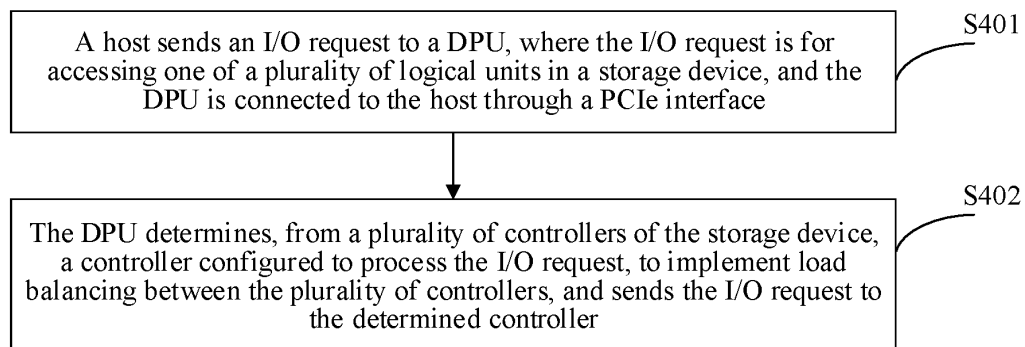 S401
A host sends an I/O request to a DPU, where the I/O request is for
accessing one of a plurality of logical units in a storage device, and the
DPU is connected to the host through a PCIe interface
S402
The DPU determines, from a plurality of controllers of the storage device,
a controller configured to process the I/O request, to implement load
balancing between the plurality of controllers, and sends the I/O request to
the determined controller